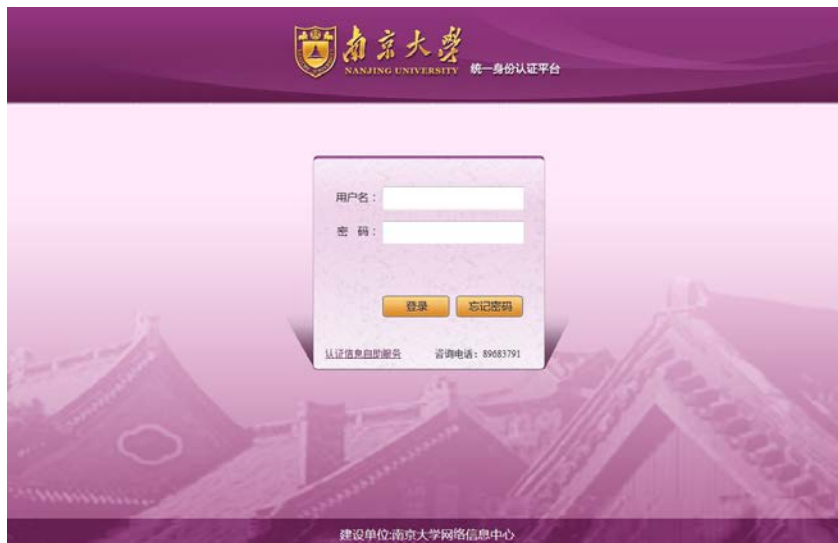 南京大学
NANJING UNIVERSITY 统一身份认证平台
用户名：
密 码：
登录 忘记密码
认证信息自助服务 咨询电话：89683791
建设单位:南京大学网络信息中心